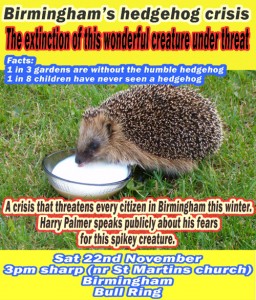 Birmingham's hedgehog crisis
The extinction of this wonderful creature under threat
Facts:
1 in 3 gardens are without the humble hedgehog
1 in 8 children have never seen a hedgehog
A crisis that threatens every citizen in Birmingham this winter.
Harry Palmer speaks publicly about his fears
for this spikey creature.
Sat 22nd November
3pm sharp (nr St Martins church)
Birmingham
Bull Ring